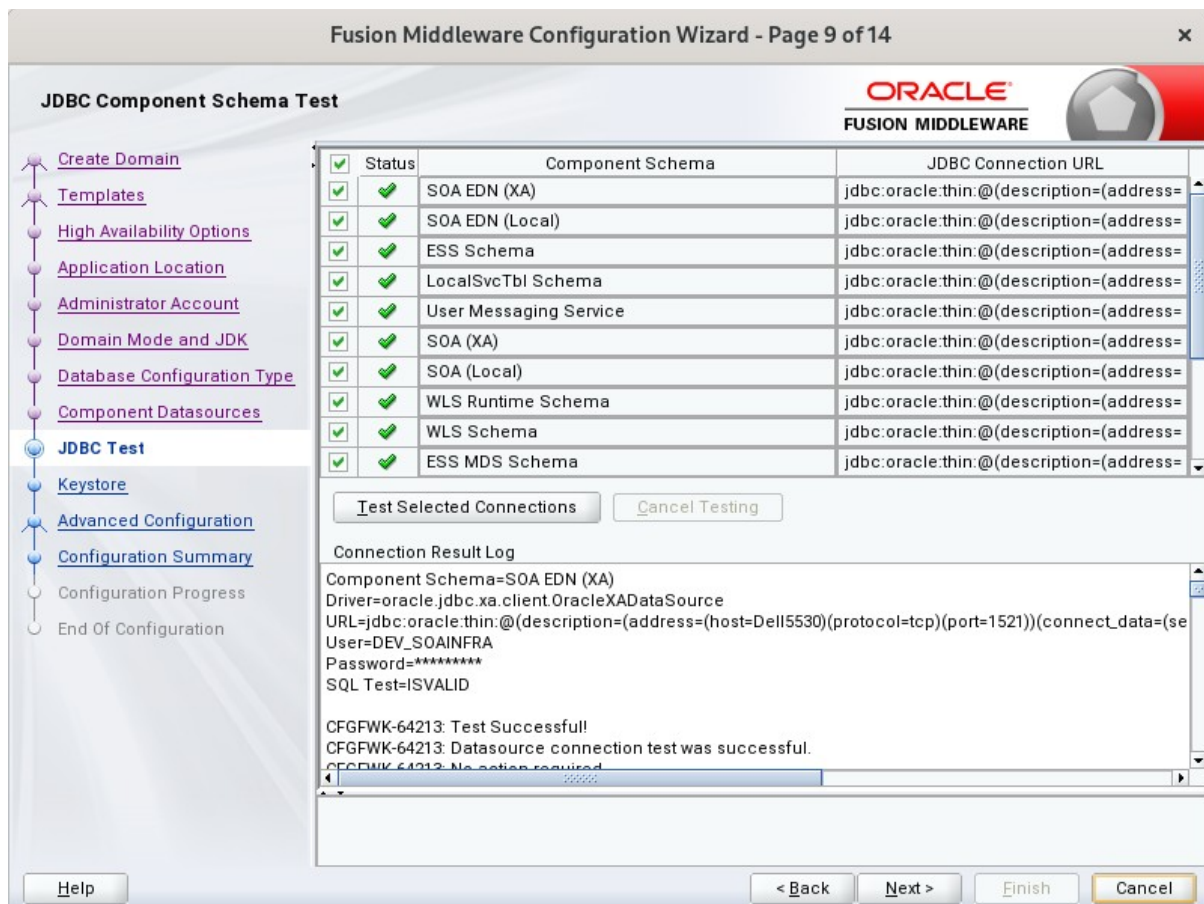 Fusion Middleware Configuration Wizard - Page 9 of 14
JDBC Component Schema Test
ORACLE
FUSION MIDDLEWARE
Create Domain
Templates
High Availability Options
Application Location
Administrator Account
Domain Mode and JDK
Database Configuration Type
Component Datasources
JDBC Test
Keystore
Advanced Configuration
Configuration Summary
Configuration Progress
End Of Configuration
Status Component Schema JDBC Connection URL
SOA EDN (XA) jdbc:oracle:thin:@(description=(address=
SOA EDN (Local) jdbc:oracle:thin:@(description=(address=
ESS Schema jdbc:oracle:thin:@(description=(address=
LocalSvcTbl Schema jdbc:oracle:thin:@(description=(address=
User Messaging Service jdbc:oracle:thin:@(description=(address=
SOA (XA) jdbc:oracle:thin:@(description=(address=
SOA (Local) jdbc:oracle:thin:@(description=(address=
WLS Runtime Schema jdbc:oracle:thin:@(description=(address=
WLS Schema jdbc:oracle:thin:@(description=(address=
ESS MDS Schema jdbc:oracle:thin:@(description=(address=
Test Selected Connections Cancel Testing
Connection Result Log
Component Schema=SOA EDN (XA)
Driver=oracle.jdbc.xa.client.OracleXADataSource
URL=jdbc:oracle:thin:@(description=(address=(host=Dell5530)(protocol=tcp)(port=1521))(connect_data=(se
User=DEV_SOAINFRA
Password=*********
SQL Test=ISVALID
CFGFWK-64213: Test Successful!
CFGFWK-64213: Datasource connection test was successful.
CFGFWK-64213: No action required
Help < Back Next > Finish Cancel